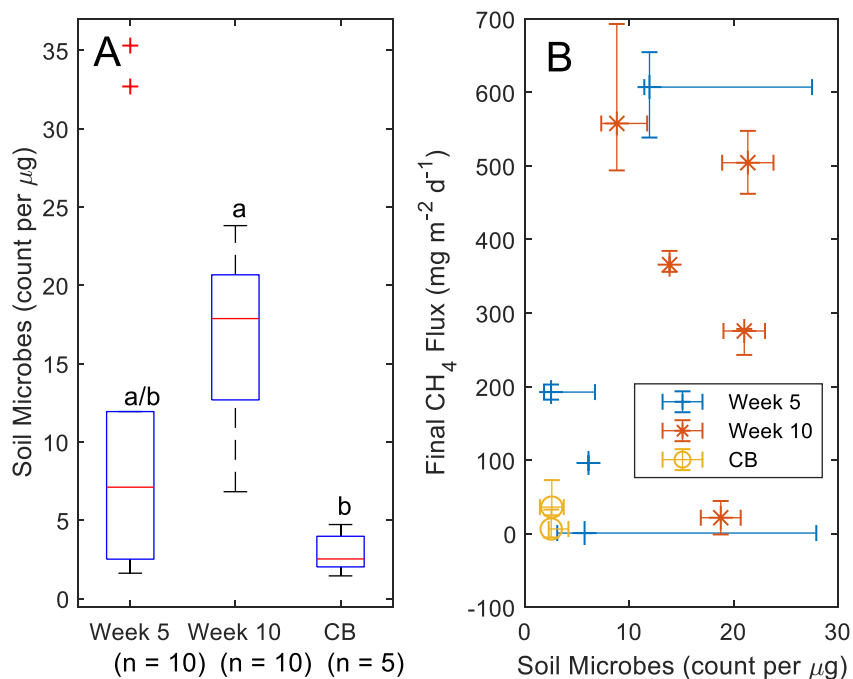 A
Soil Microbes (count per μg)
35
30
25
20
15
10
5
0
a/b
a
b
Week 5 Week 10 CB
(n = 10) (n = 10) (n = 5)
B
Final CH4 Flux (mg m-2 d-1)
700
600
500
400
300
200
100
0
-100
Week 5
Week 10
CB
0 10 20 30
Soil Microbes (count per μg)